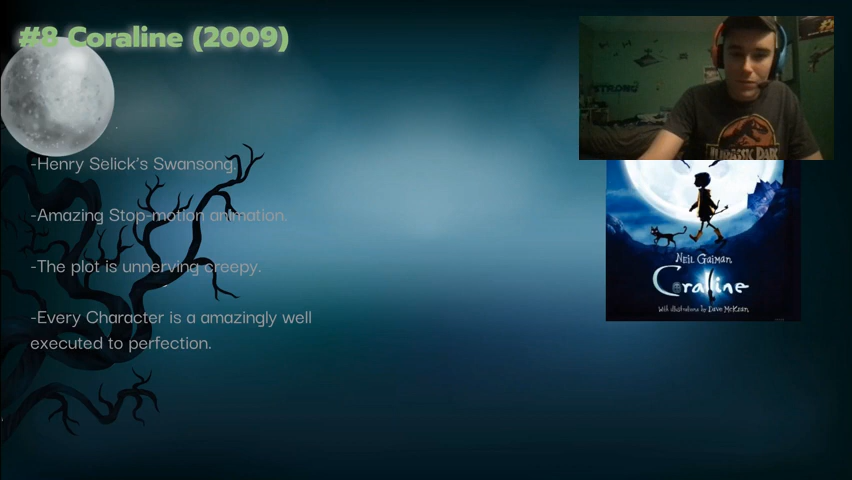 #8 Coraline (2009)
-Henry Selick's Swansong.
-Amazing Stop-motion animation.
-The plot is unnerving creepy.
-Every Character is a amazingly well
executed to perfection.
STRONG
JURASSIC PARK
NEIL GAIMAN
Coraline
With illustrations by DAVE MCKEAN